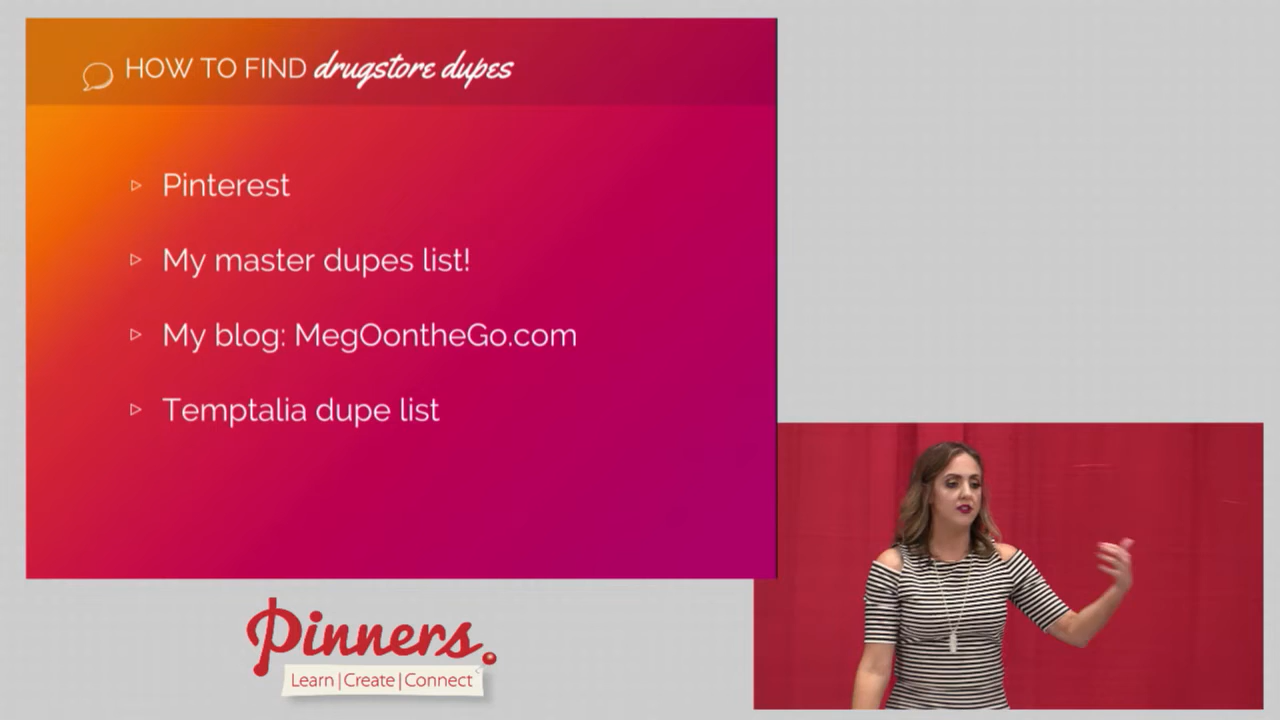 HOW TO FIND drugstore dupes
Pinterest
My master dupes list!
My blog: MegOontheGo.com
Temptalia dupe list
Pinners.
Learn|Create|Connect